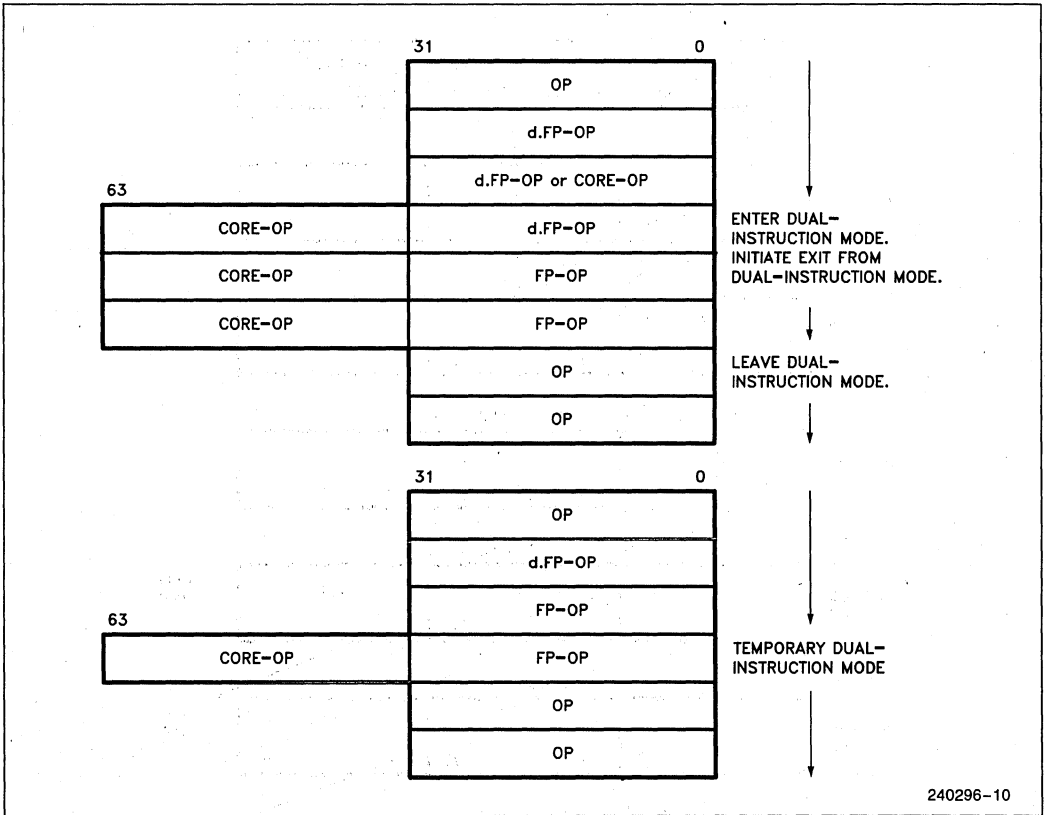 31 0
OP
d.FP-OP
d.FP-OP or CORE-OP
63
CORE-OP d.FP-OP
CORE-OP FP-OP
CORE-OP FP-OP
OP
OP
ENTER DUAL-
INSTRUCTION MODE.
INITIATE EXIT FROM
DUAL-INSTRUCTION MODE.
LEAVE DUAL-
INSTRUCTION MODE.
31 0
OP
d.FP-OP
FP-OP
63
CORE-OP FP-OP
OP
OP
TEMPORARY DUAL-
INSTRUCTION MODE
240296-10